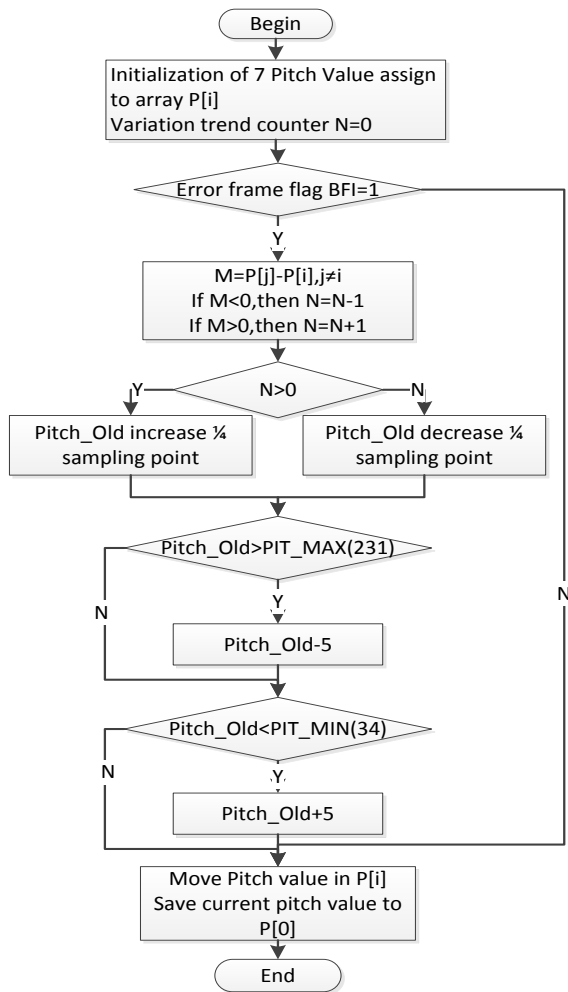 Begin
Initialization of 7 Pitch Value assign
to array P[i]
Variation trend counter N=0
Error frame flag BFI=1
Y
M=P[j]-P[i],j≠i
If M<0,then N=N-1
If M>0,then N=N+1
Y
N>0
N
Pitch_Old increase ¼
sampling point
Pitch_Old decrease ¼
sampling point
Pitch_Old>PIT_MAX(231)
N
Y
N
Pitch_Old-5
Pitch_Old<PIT_MIN(34)
N
Y
Pitch_Old+5
Move Pitch value in P[i]
Save current pitch value to
P[0]
End